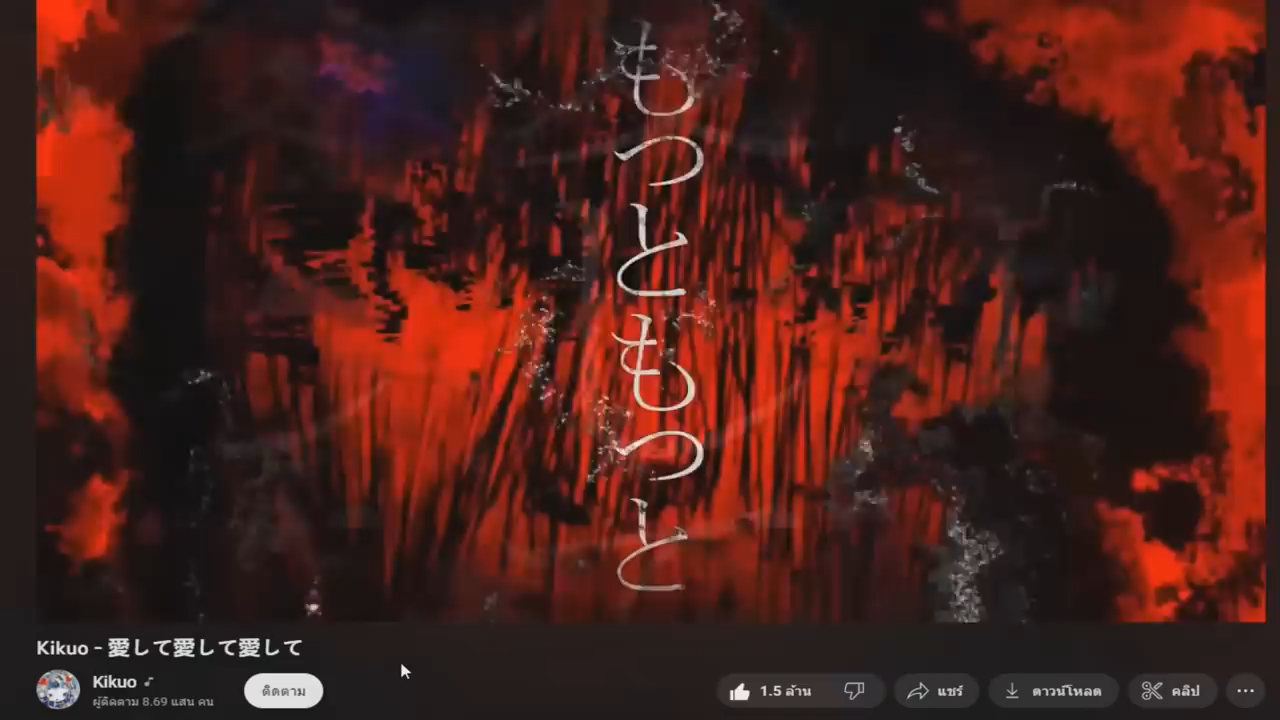 もっともっと
Kikuo - 愛して愛して愛して
Kikuo ♪
ผู้ติดตาม 8.69 แสน คน
ติดตาม
1.5 ล้าน
แชร์
ดาวน์โหลด
คลิป